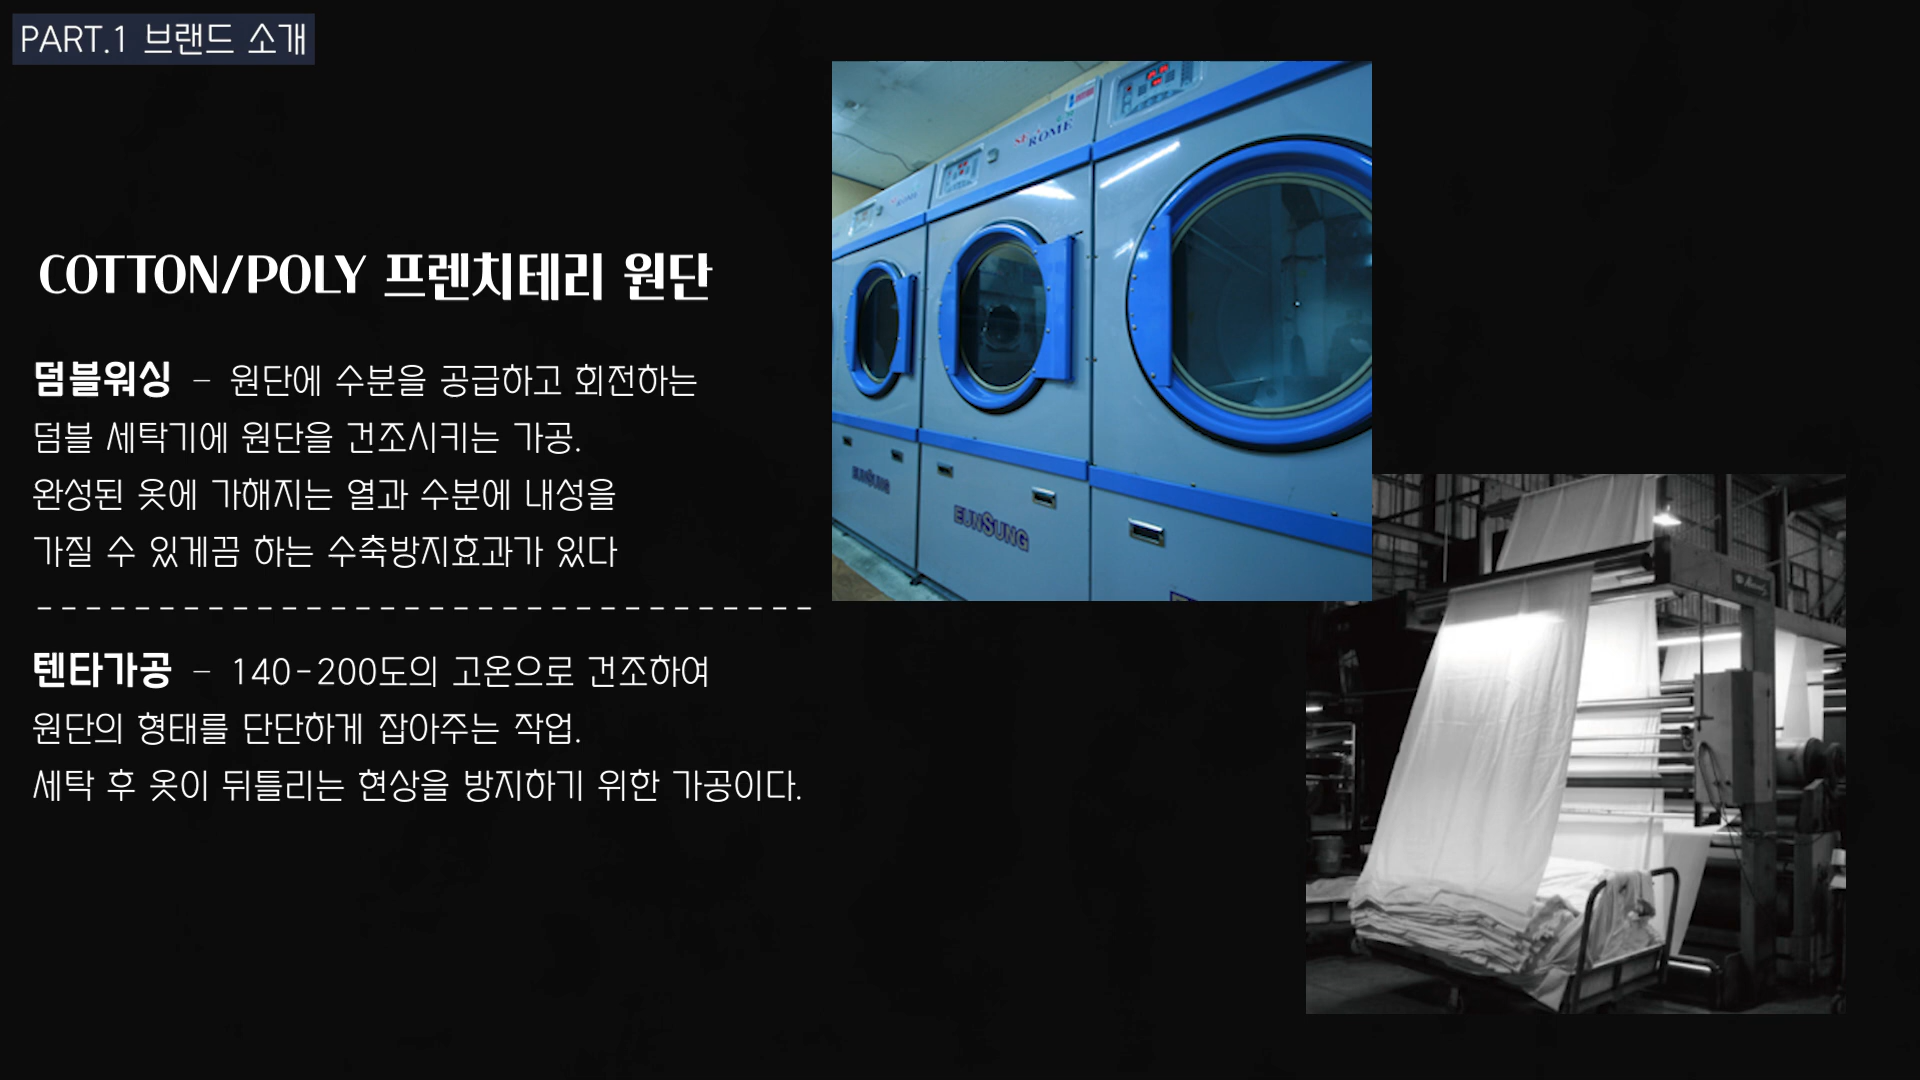 PART.1 브랜드 소개
COTTON/POLY 프렌치테리 원단
덤블워싱 – 원단에 수분을 공급하고 회전하는
덤블 세탁기에 원단을 건조시키는 가공.
완성된 옷에 가해지는 열과 수분에 내성을
가질 수 있게끔 하는 수축방지효과가 있다
텐타가공 – 140-200도의 고온으로 건조하여
원단의 형태를 단단하게 잡아주는 작업.
세탁 후 옷이 뒤틀리는 현상을 방지하기 위한 가공이다.
ROME
EUNSUNG
EUNSUNG